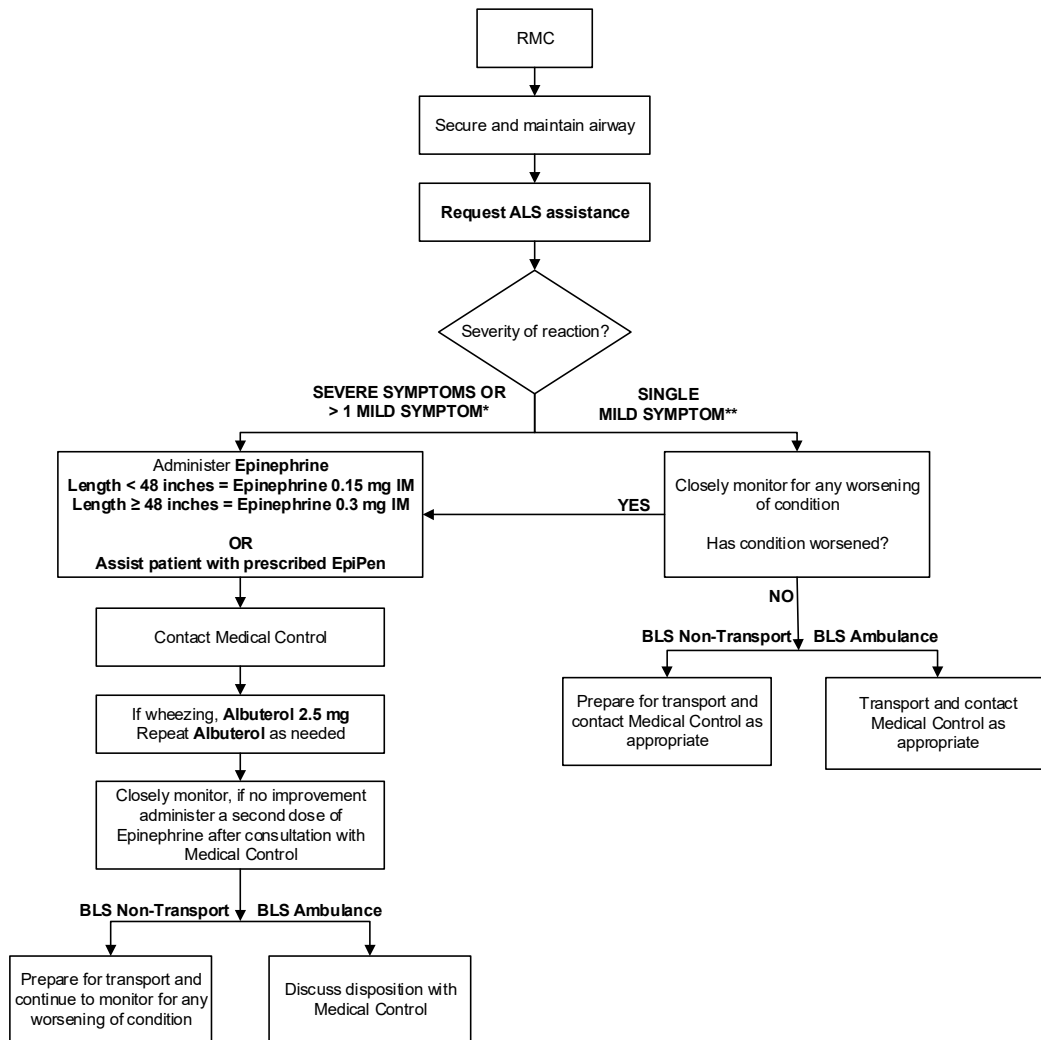 RMC
Secure and maintain airway
Request ALS assistance
Severity of reaction?
SEVERE SYMPTOMS OR
> 1 MILD SYMPTOM*
SINGLE
MILD SYMPTOM**
Administer Epinephrine
Length < 48 inches = Epinephrine 0.15 mg IM
Length ≥ 48 inches = Epinephrine 0.3 mg IM
OR
Assist patient with prescribed EpiPen
YES
Closely monitor for any worsening
of condition
Has condition worsened?
NO
BLS Non-Transport
BLS Ambulance
Prepare for transport and
contact Medical Control as
appropriate
Transport and contact
Medical Control as
appropriate
Contact Medical Control
If wheezing, Albuterol 2.5 mg
Repeat Albuterol as needed
Closely monitor, if no improvement
administer a second dose of
Epinephrine after consultation with
Medical Control
BLS Non-Transport
BLS Ambulance
Prepare for transport and
continue to monitor for any
worsening of condition
Discuss disposition with
Medical Control